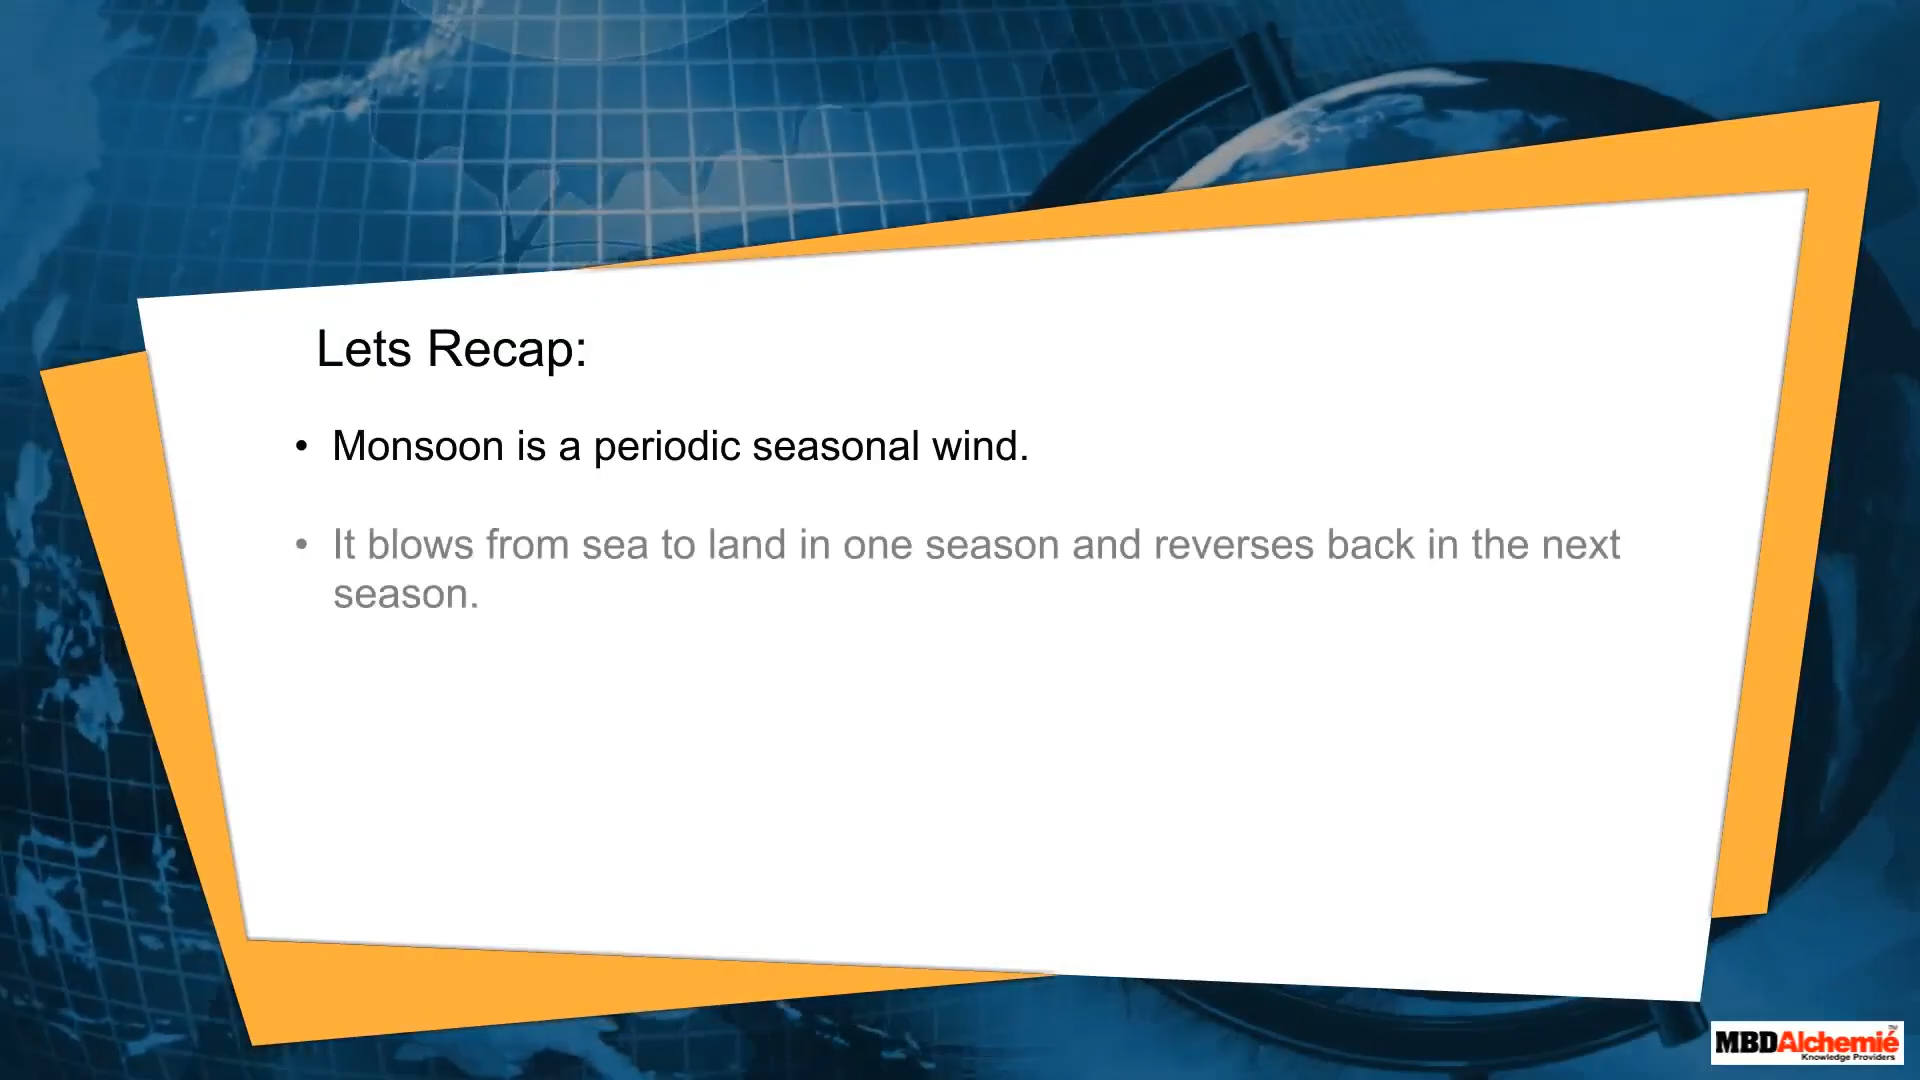 Lets Recap:
• Monsoon is a periodic seasonal wind.
• It blows from sea to land in one season and reverses back in the next
season.
MBDAlchemié™
Knowledge Providers